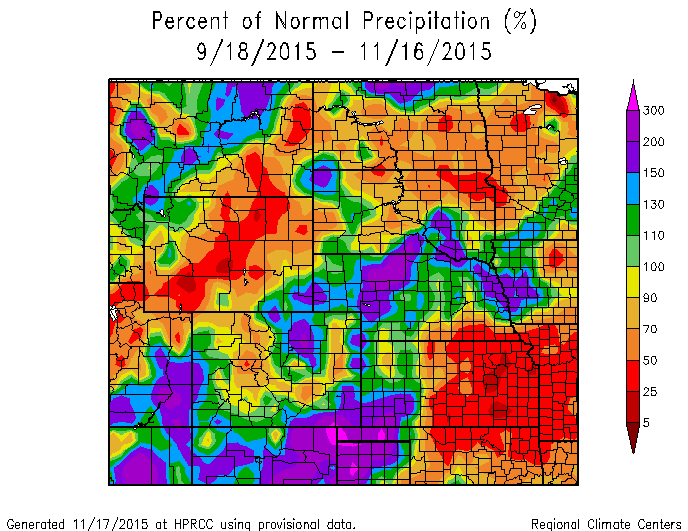 Percent of Normal Precipitation (%)
9/18/2015 – 11/16/2015
300
200
150
130
110
100
90
70
50
25
5
Generated 11/17/2015 at HPRCC using provisional data.
Regional Climate Centers